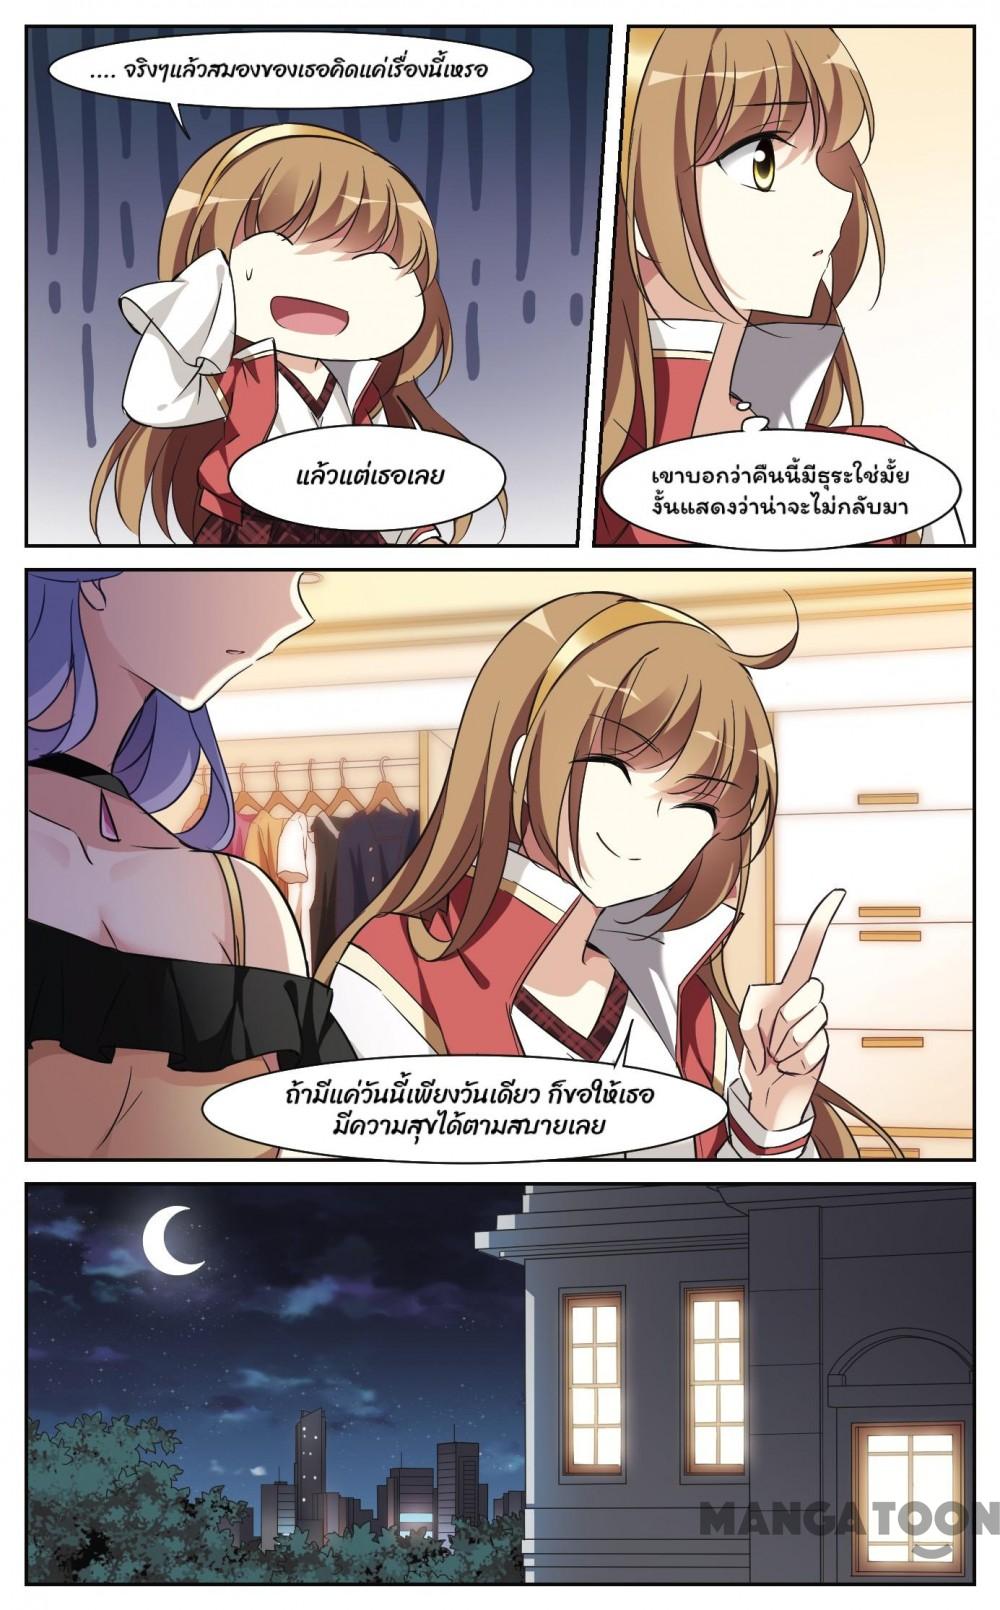 .... จริงๆแล้วสมองของเธอคิดแค่เรื่องนี้เหรอ
แล้วแต่เธอเลย
เขาบอกว่าคืนนี้มีธุระใช่มั้ย
งั้นแสดงว่าน่าจะไม่กลับมา
ถ้ามีแค่วันนี้เพียงวันเดียว ก็ขอให้เธอ
มีความสุขได้ตามสบายเลย
MANGATOON